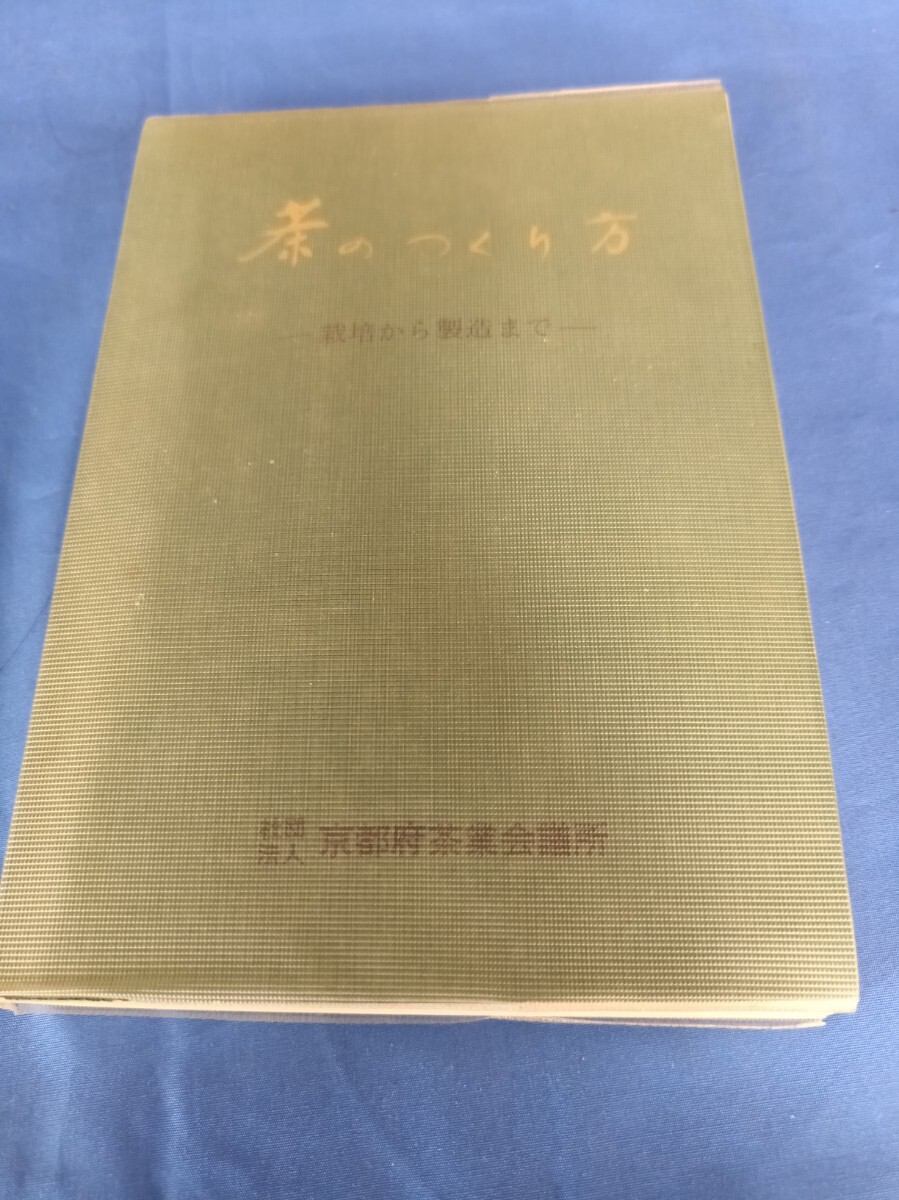 茶のつくり方
―栽培から製造まで―
社団法人 京都府茶業会議所